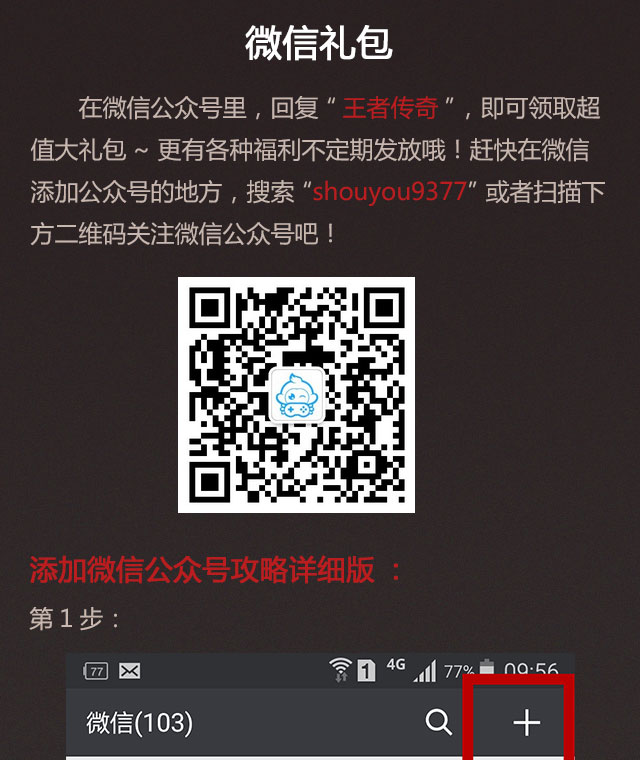 微信礼包
在微信公众号里，回复“王者传奇”，即可领取超
值大礼包~更有各种福利不定期发放哦！赶快在微信
添加公众号的地方，搜索“shouyou9377”或者扫描下
方二维码关注微信公众号吧！
添加微信公众号攻略详细版：
第1步：
77 1 4G 77% 09:56
微信(103)